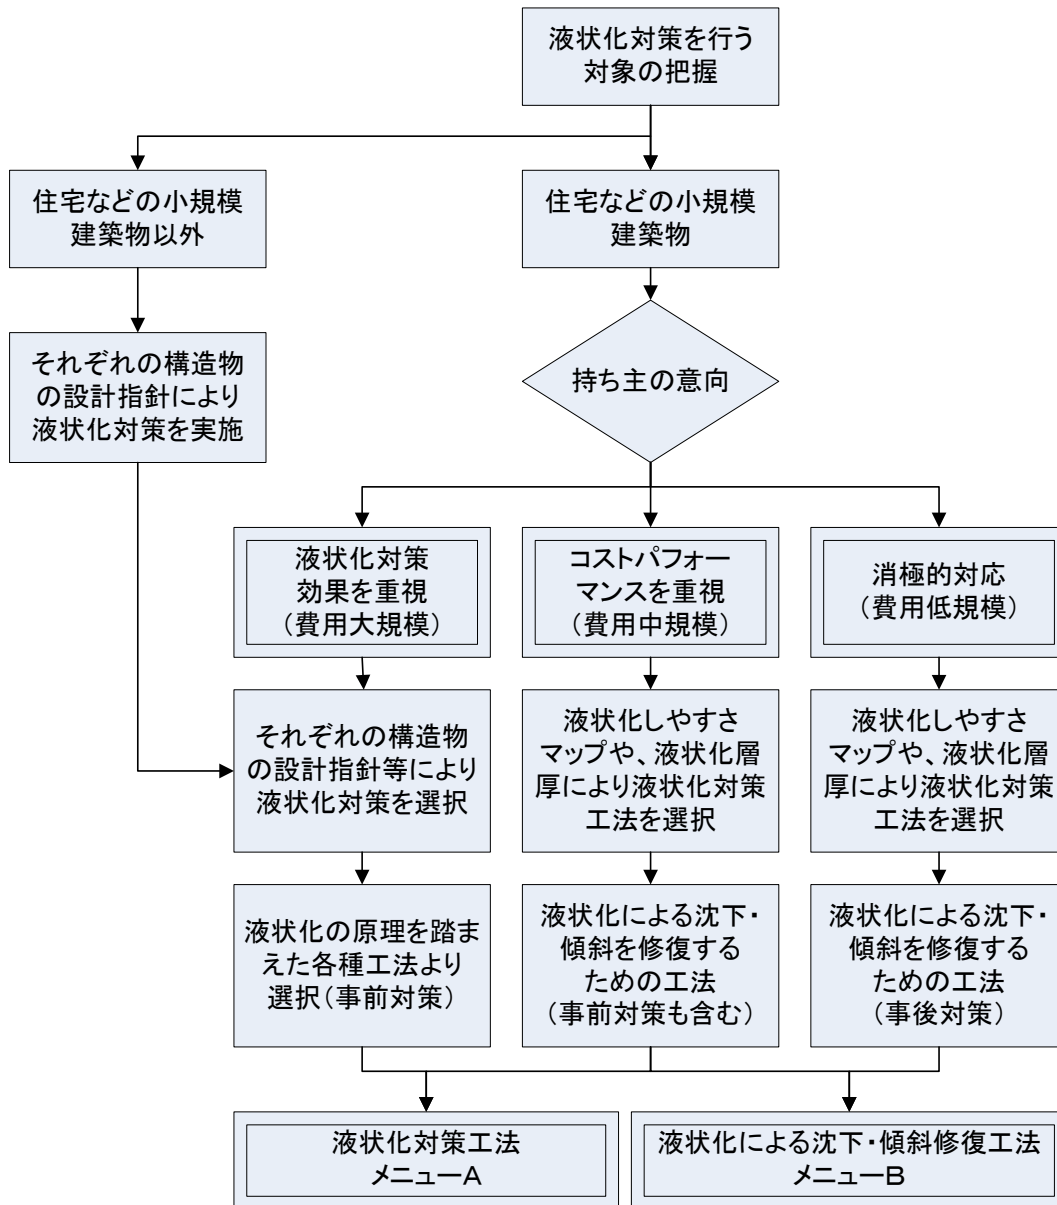 液状化対策を行う
対象の把握
住宅などの小規模
建築物以外
住宅などの小規模
建築物
それぞれの構造物
の設計指針により
液状化対策を実施
持ち主の意向
液状化対策
効果を重視
（費用大規模）
コストパフォー
マンスを重視
（費用中規模）
消極的対応
（費用低規模）
それぞれの構造物
の設計指針等により
液状化対策を選択
液状化しやすさ
マップや、液状化層
厚により液状化対策
工法を選択
液状化しやすさ
マップや、液状化層
厚により液状化対策
工法を選択
液状化の原理を踏ま
えた各種工法より
選択（事前対策）
液状化による沈下・
傾斜を修復する
ための工法
（事前対策も含む）
液状化による沈下・
傾斜を修復する
ための工法
（事後対策）
液状化対策工法
メニューＡ
液状化による沈下・傾斜修復工法
メニューＢ